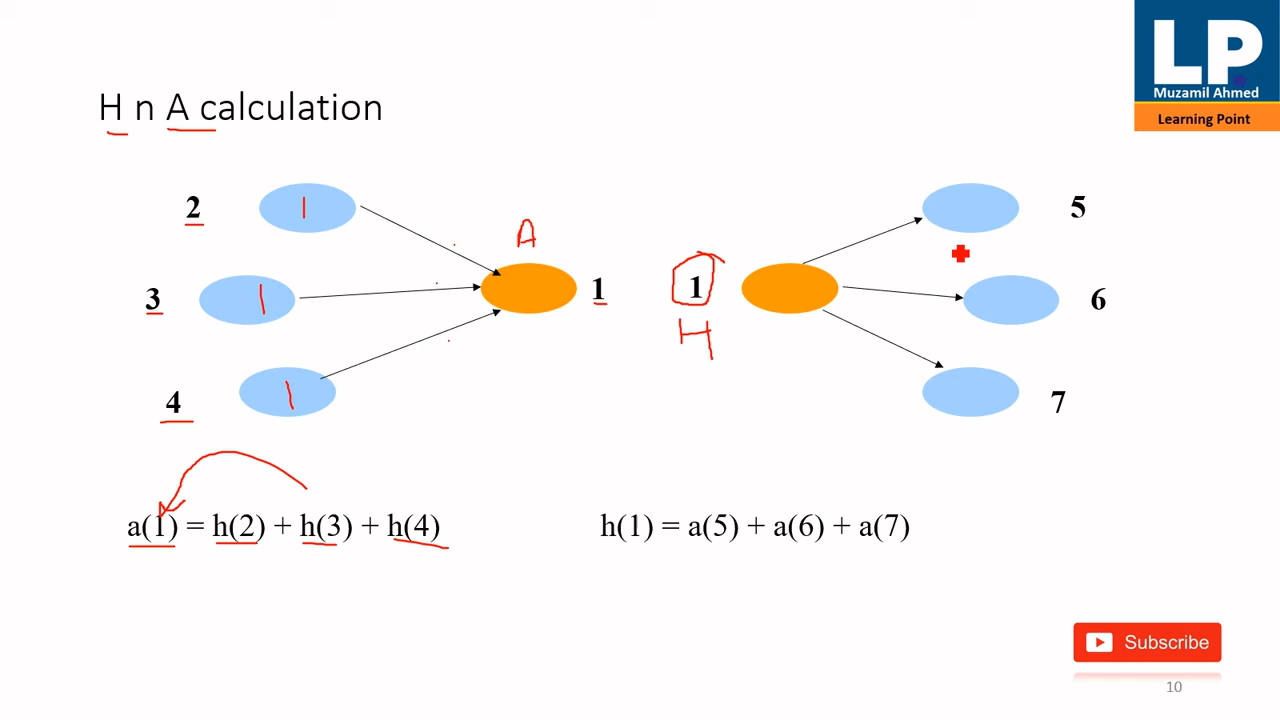 LP.
Muzamil Ahmed
Learning Point
H n A calculation
2
1
A
5
3
1
1
1
6
H
4
1
7
a(1) = h(2) + h(3) + h(4)
h(1) = a(5) + a(6) + a(7)
Subscribe
10